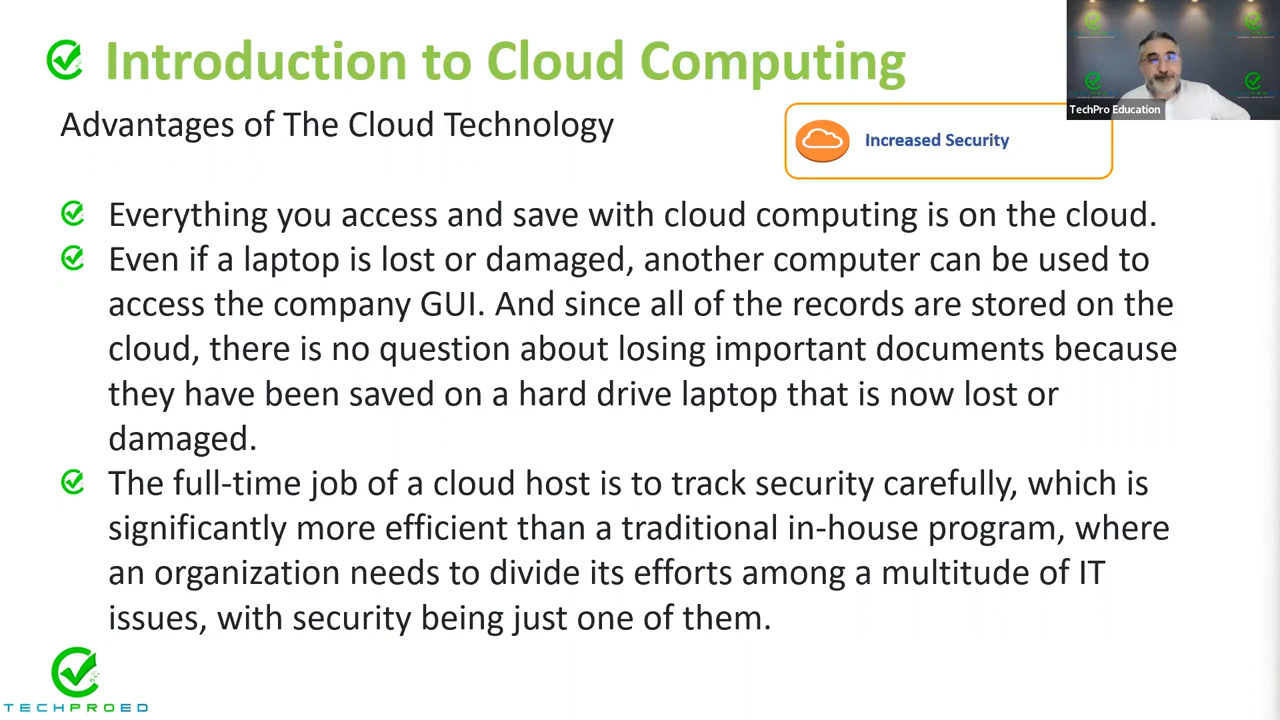 Introduction to Cloud Computing
TechPro Education
Advantages of The Cloud Technology
Increased Security
Everything you access and save with cloud computing is on the cloud.
Even if a laptop is lost or damaged, another computer can be used to
access the company GUI. And since all of the records are stored on the
cloud, there is no question about losing important documents because
they have been saved on a hard drive laptop that is now lost or
damaged.
The full-time job of a cloud host is to track security carefully, which is
significantly more efficient than a traditional in-house program, where
an organization needs to divide its efforts among a multitude of IT
issues, with security being just one of them.
TECHPROED